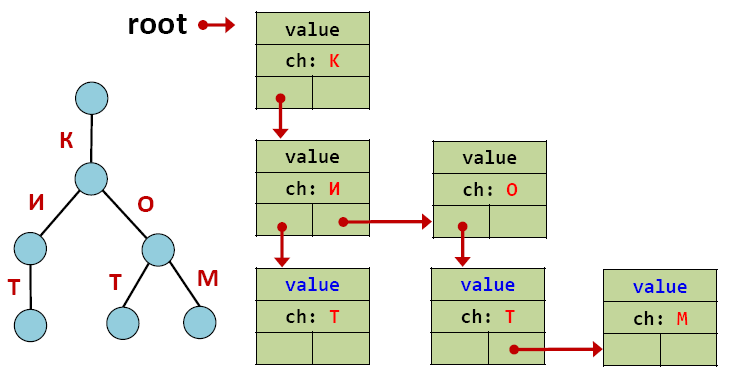 root
value
ch: К
К
И
О
Т
Т
М
value
ch: И
value
ch: О
value
ch: Т
value
ch: Т
value
ch: М